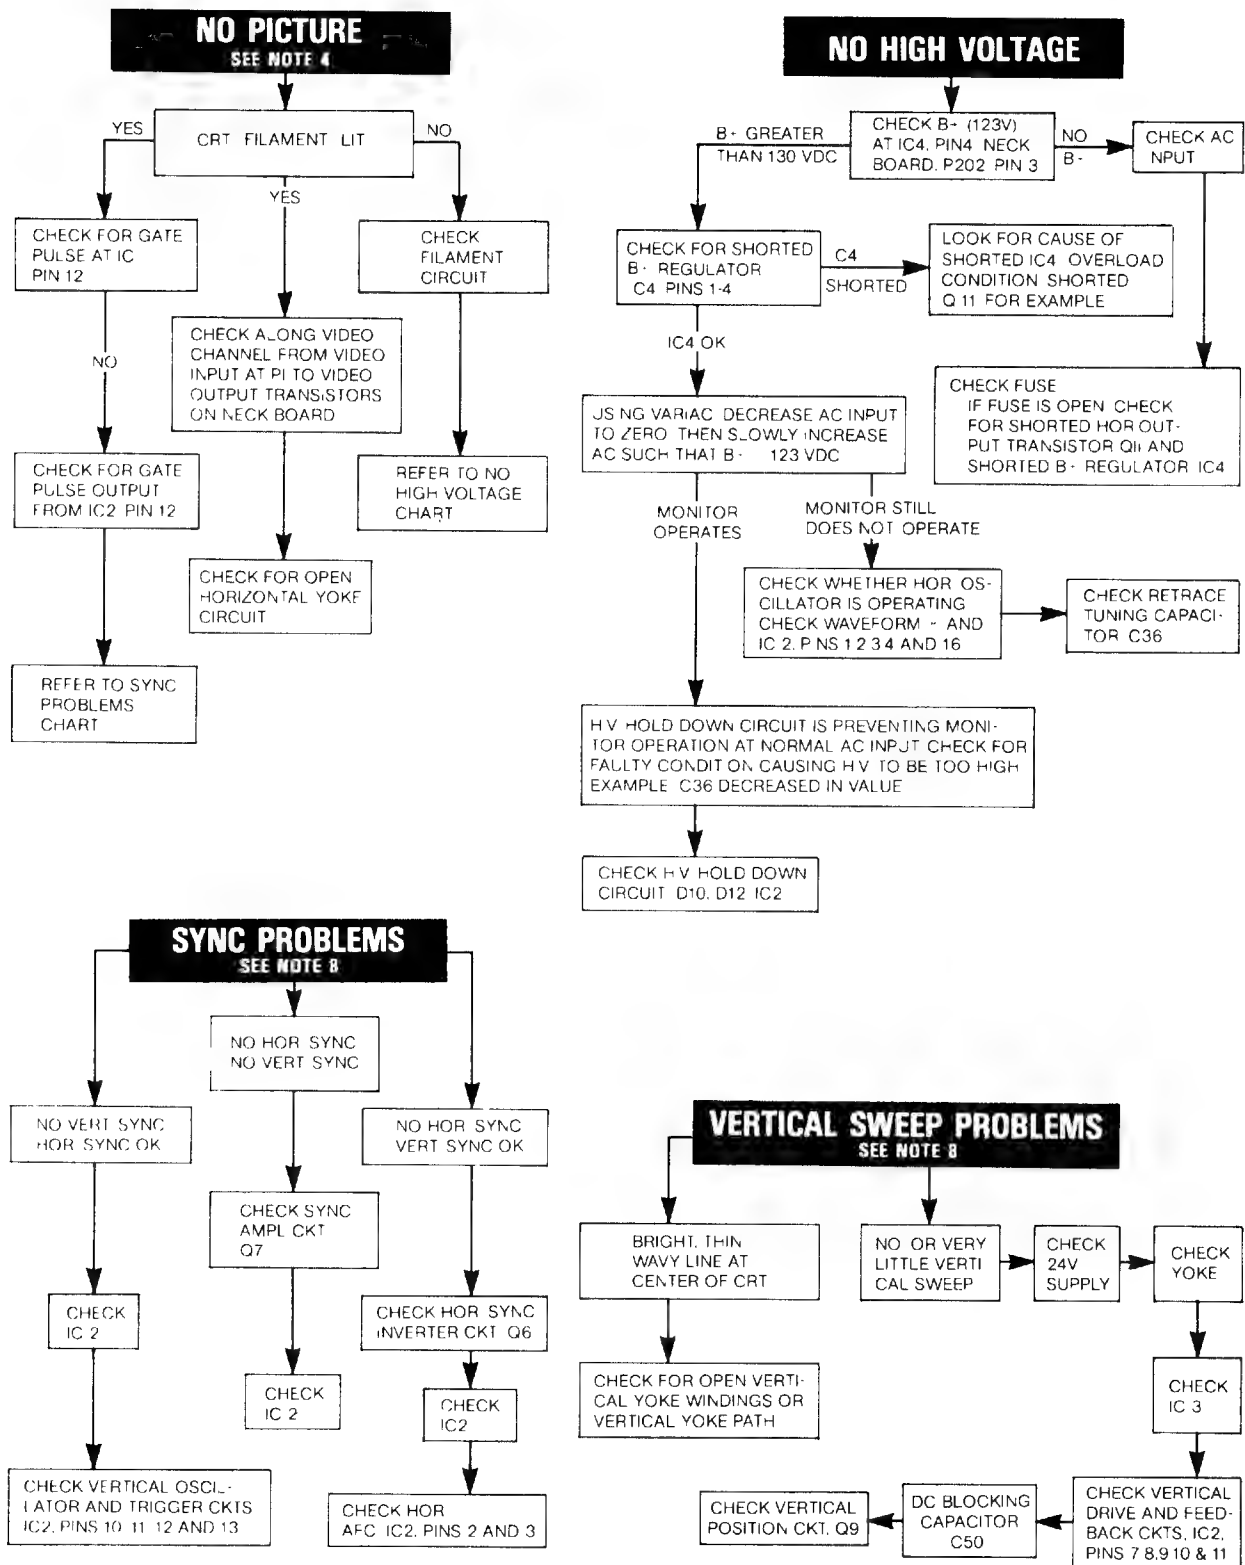 NO PICTURE
SEE NOTE 4
CRT FILAMENT LIT
YES
NO
YES
CHECK FOR GATE
PULSE AT IC
PIN 12
CHECK
FILAMENT
CIRCUIT
NO
CHECK ALONG VIDEO
CHANNEL FROM VIDEO
INPUT AT PI TO VIDEO
OUTPUT TRANSISTORS
ON NECK BOARD
CHECK FOR GATE
PULSE OUTPUT
FROM IC2 PIN 12
REFER TO NO
HIGH VOLTAGE
CHART
CHECK FOR OPEN
HORIZONTAL YOKE
CIRCUIT
REFER TO SYNC
PROBLEMS
CHART
NO HIGH VOLTAGE
CHECK B+ (123V)
AT IC4, PIN4 NECK
BOARD, P202 PIN 3
B+ GREATER
THAN 130 VDC
NO
B-
CHECK AC
NPUT
CHECK FOR SHORTED
B+ REGULATOR
C4 PINS 1-4
C4
SHORTED
LOOK FOR CAUSE OF
SHORTED IC4 OVERLOAD
CONDITION SHORTED
Q 11 FOR EXAMPLE
IC4 OK
CHECK FUSE
IF FUSE IS OPEN CHECK
FOR SHORTED HOR OUT-
PUT TRANSISTOR Q11 AND
SHORTED B+ REGULATOR IC4
USING VARIAC DECREASE AC INPUT
TO ZERO THEN SLOWLY INCREASE
AC SUCH THAT B+ 123 VDC
MONITOR
OPERATES
MONITOR STILL
DOES NOT OPERATE
CHECK WHETHER HOR OS-
CILLATOR IS OPERATING
CHECK WAVEFORM AND
IC 2, PINS 1 2 3 4 AND 16
CHECK RETRACE
TUNING CAPACI-
TOR C36
H V HOLD DOWN CIRCUIT IS PREVENTING MONI-
TOR OPERATION AT NORMAL AC INPUT CHECK FOR
FAULTY CONDITION CAUSING H V TO BE TOO HIGH
EXAMPLE C36 DECREASED IN VALUE
CHECK H V HOLD DOWN
CIRCUIT D10, D12 IC2
SYNC PROBLEMS
SEE NOTE 8
NO HOR SYNC
NO VERT SYNC
NO VERT SYNC
HOR SYNC OK
NO HOR SYNC
VERT SYNC OK
CHECK SYNC
AMPL CKT
Q7
CHECK
IC 2
CHECK HOR SYNC
INVERTER CKT Q6
CHECK
IC 2
CHECK
IC2
CHECK VERTICAL OSCIL-
LATOR AND TRIGGER CKTS
IC2, PINS 10 11 12 AND 13
CHECK HOR
AFC IC2, PINS 2 AND 3
VERTICAL SWEEP PROBLEMS
SEE NOTE 8
BRIGHT, THIN
WAVY LINE AT
CENTER OF CRT
NO OR VERY
LITTLE VERTI
CAL SWEEP
CHECK
24V
SUPPLY
CHECK
YOKE
CHECK FOR OPEN VERTI-
CAL YOKE WINDINGS OR
VERTICAL YOKE PATH
CHECK
IC 3
CHECK VERTICAL
DRIVE AND FEED-
BACK CKTS, IC2,
PINS 7 8,9 10 & 11
DC BLOCKING
CAPACITOR
C50
CHECK VERTICAL
POSITION CKT, Q9